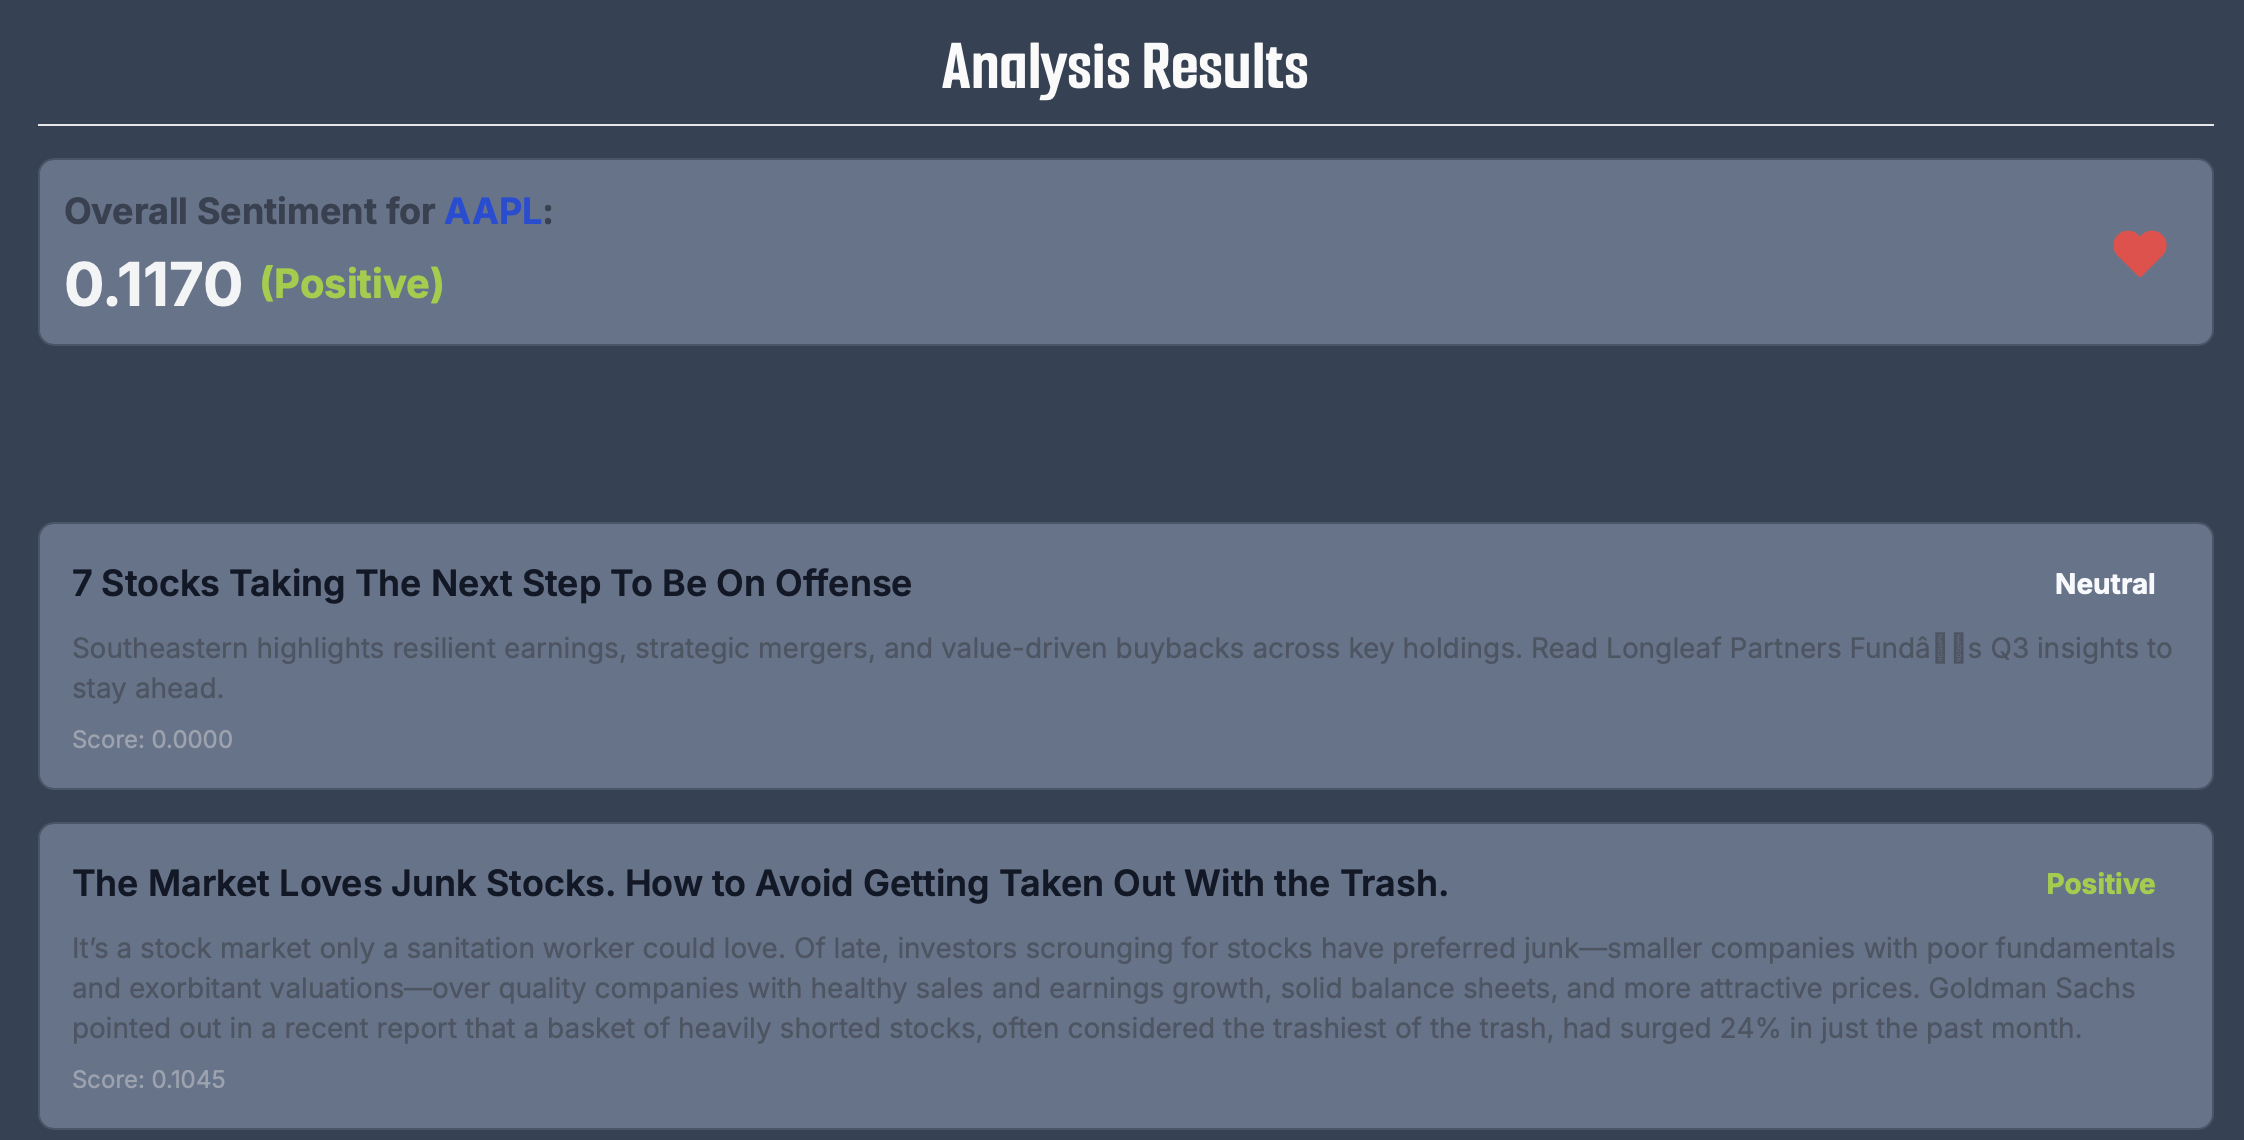 Analysis Results
Overall Sentiment for AAPL:
0.1170 (Positive)
7 Stocks Taking The Next Step To Be On Offense
Neutral
Southeastern highlights resilient earnings, strategic mergers, and value-driven buybacks across key holdings. Read Longleaf Partners Fundâ▯▯s Q3 insights to
stay ahead.
Score: 0.0000
The Market Loves Junk Stocks. How to Avoid Getting Taken Out With the Trash.
Positive
It’s a stock market only a sanitation worker could love. Of late, investors scrounging for stocks have preferred junk—smaller companies with poor fundamentals
and exorbitant valuations—over quality companies with healthy sales and earnings growth, solid balance sheets, and more attractive prices. Goldman Sachs
pointed out in a recent report that a basket of heavily shorted stocks, often considered the trashiest of the trash, had surged 24% in just the past month.
Score: 0.1045